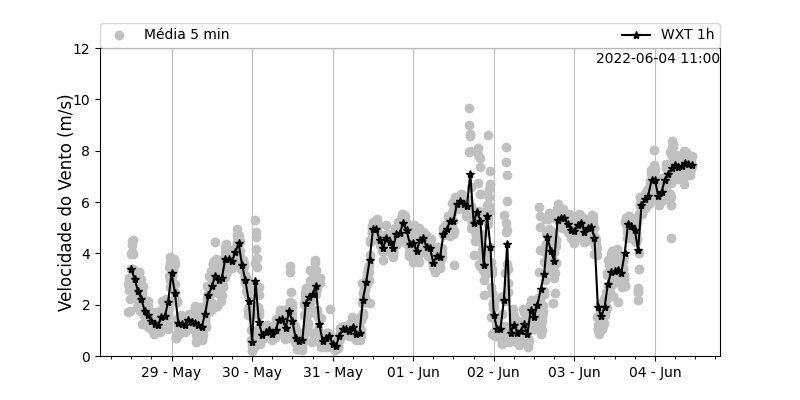 Média 5 min
WXT 1h
2022-06-04 11:00
Velocidade do Vento (m/s)
12
10
8
6
4
2
0
29 - May
30 - May
31 - May
01 - Jun
02 - Jun
03 - Jun
04 - Jun